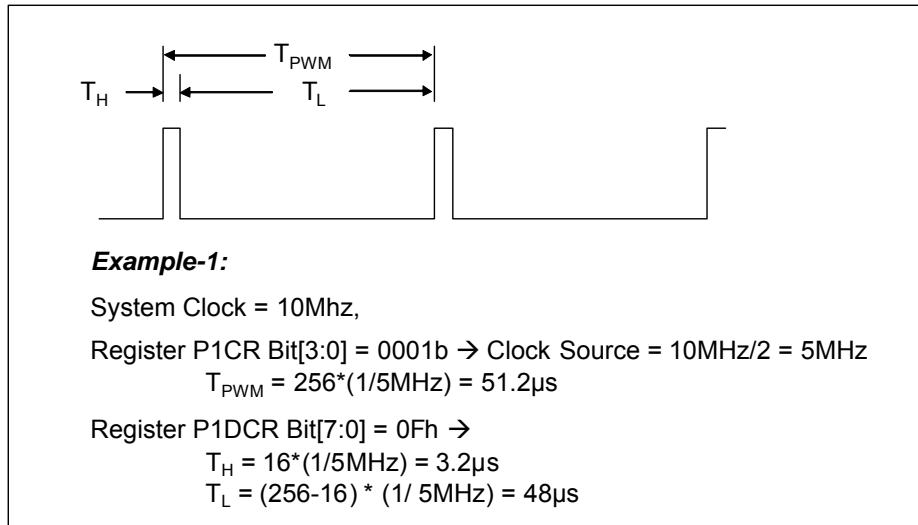 T_PWM
T_H T_L
Example-1:
System Clock = 10Mhz,
Register P1CR Bit[3:0] = 0001b → Clock Source = 10MHz/2 = 5MHz
T_PWM = 256*(1/5MHz) = 51.2µs
Register P1DCR Bit[7:0] = 0Fh →
T_H = 16*(1/5MHz) = 3.2µs
T_L = (256-16) * (1/ 5MHz) = 48µs